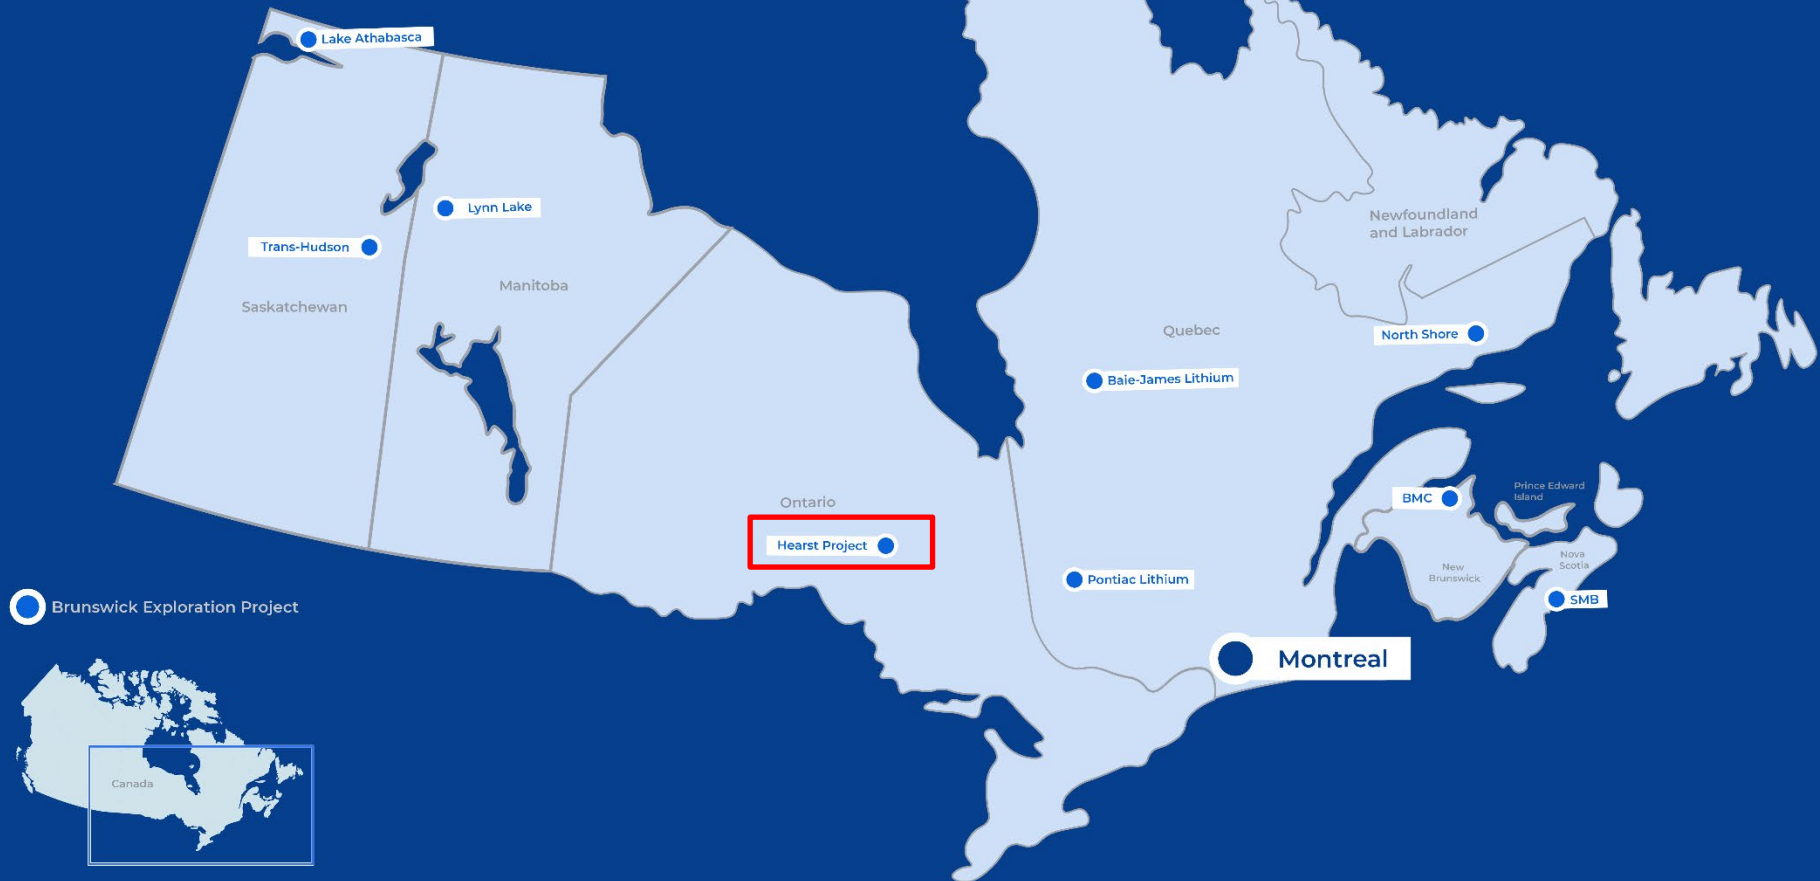 Lake Athabasca
Lynn Lake
Trans-Hudson
Saskatchewan
Manitoba
Newfoundland
and Labrador
Quebec
North Shore
Baie-James Lithium
Ontario
Hearst Project
BMC
Prince Edward
Island
Nova
Scotia
New
Brunswick
Pontiac Lithium
SMB
Montreal
Brunswick Exploration Project
Canada